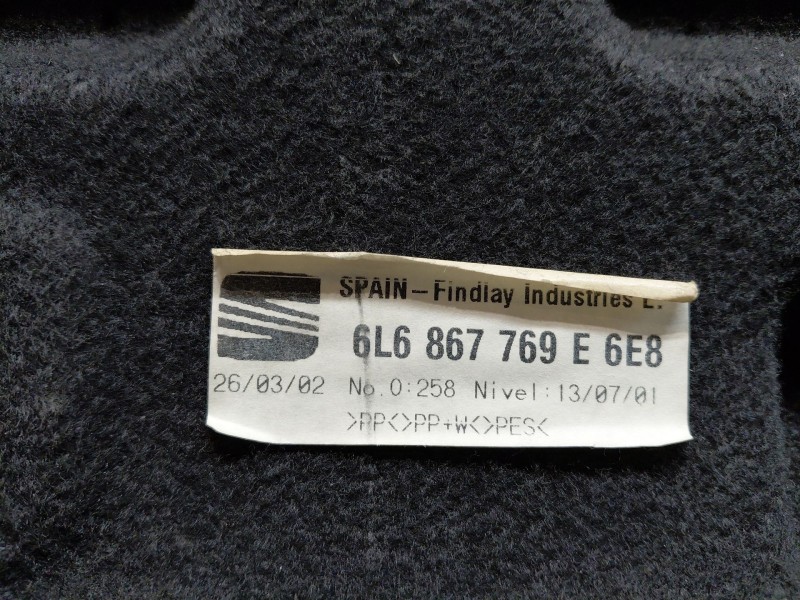 SPAIN - Findlay Industries E.
6L6 867 769 E 6E8
26/03/02 No.O:258 Nivel:13/07/01
>PP<>PP+W<>PES<